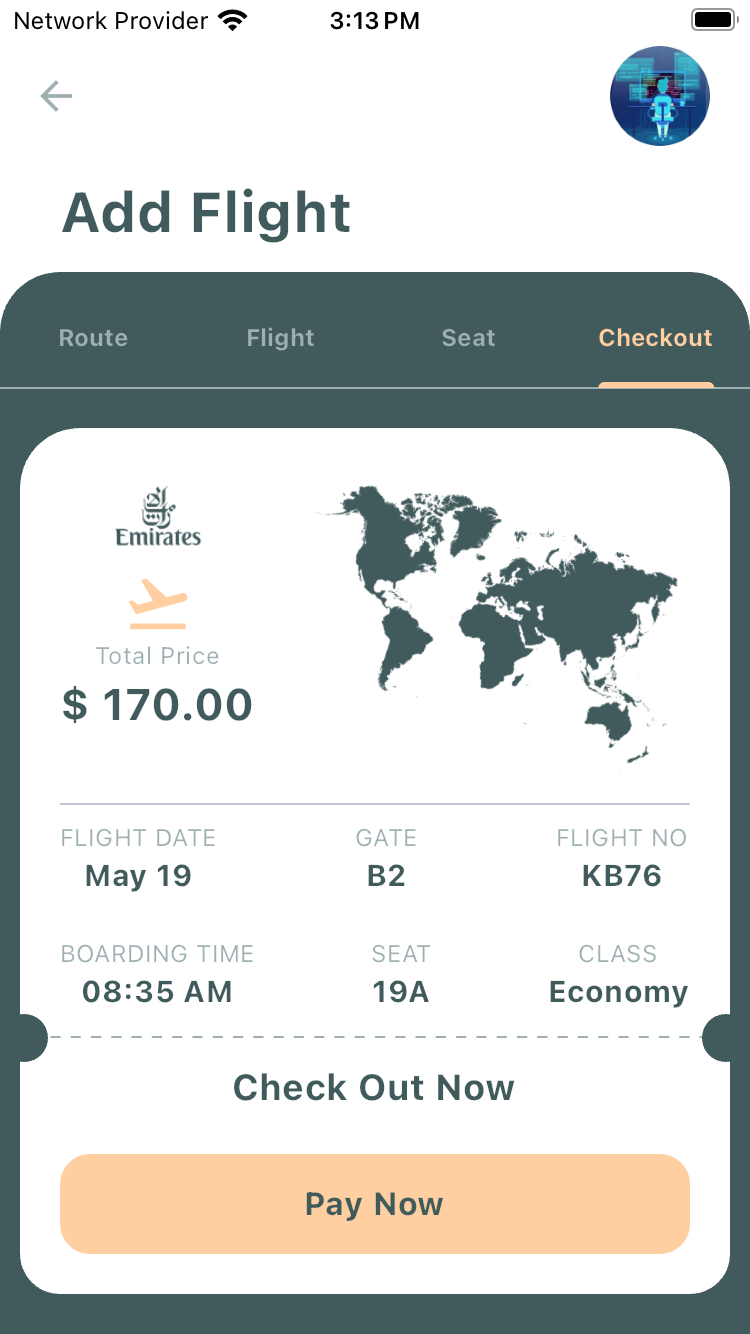 Network Provider 3:13 PM
Add Flight
Route Flight Seat Checkout
Emirates
Total Price
$ 170.00
FLIGHT DATE GATE FLIGHT NO
May 19 B2 KB76
BOARDING TIME SEAT CLASS
08:35 AM 19A Economy
Check Out Now
Pay Now